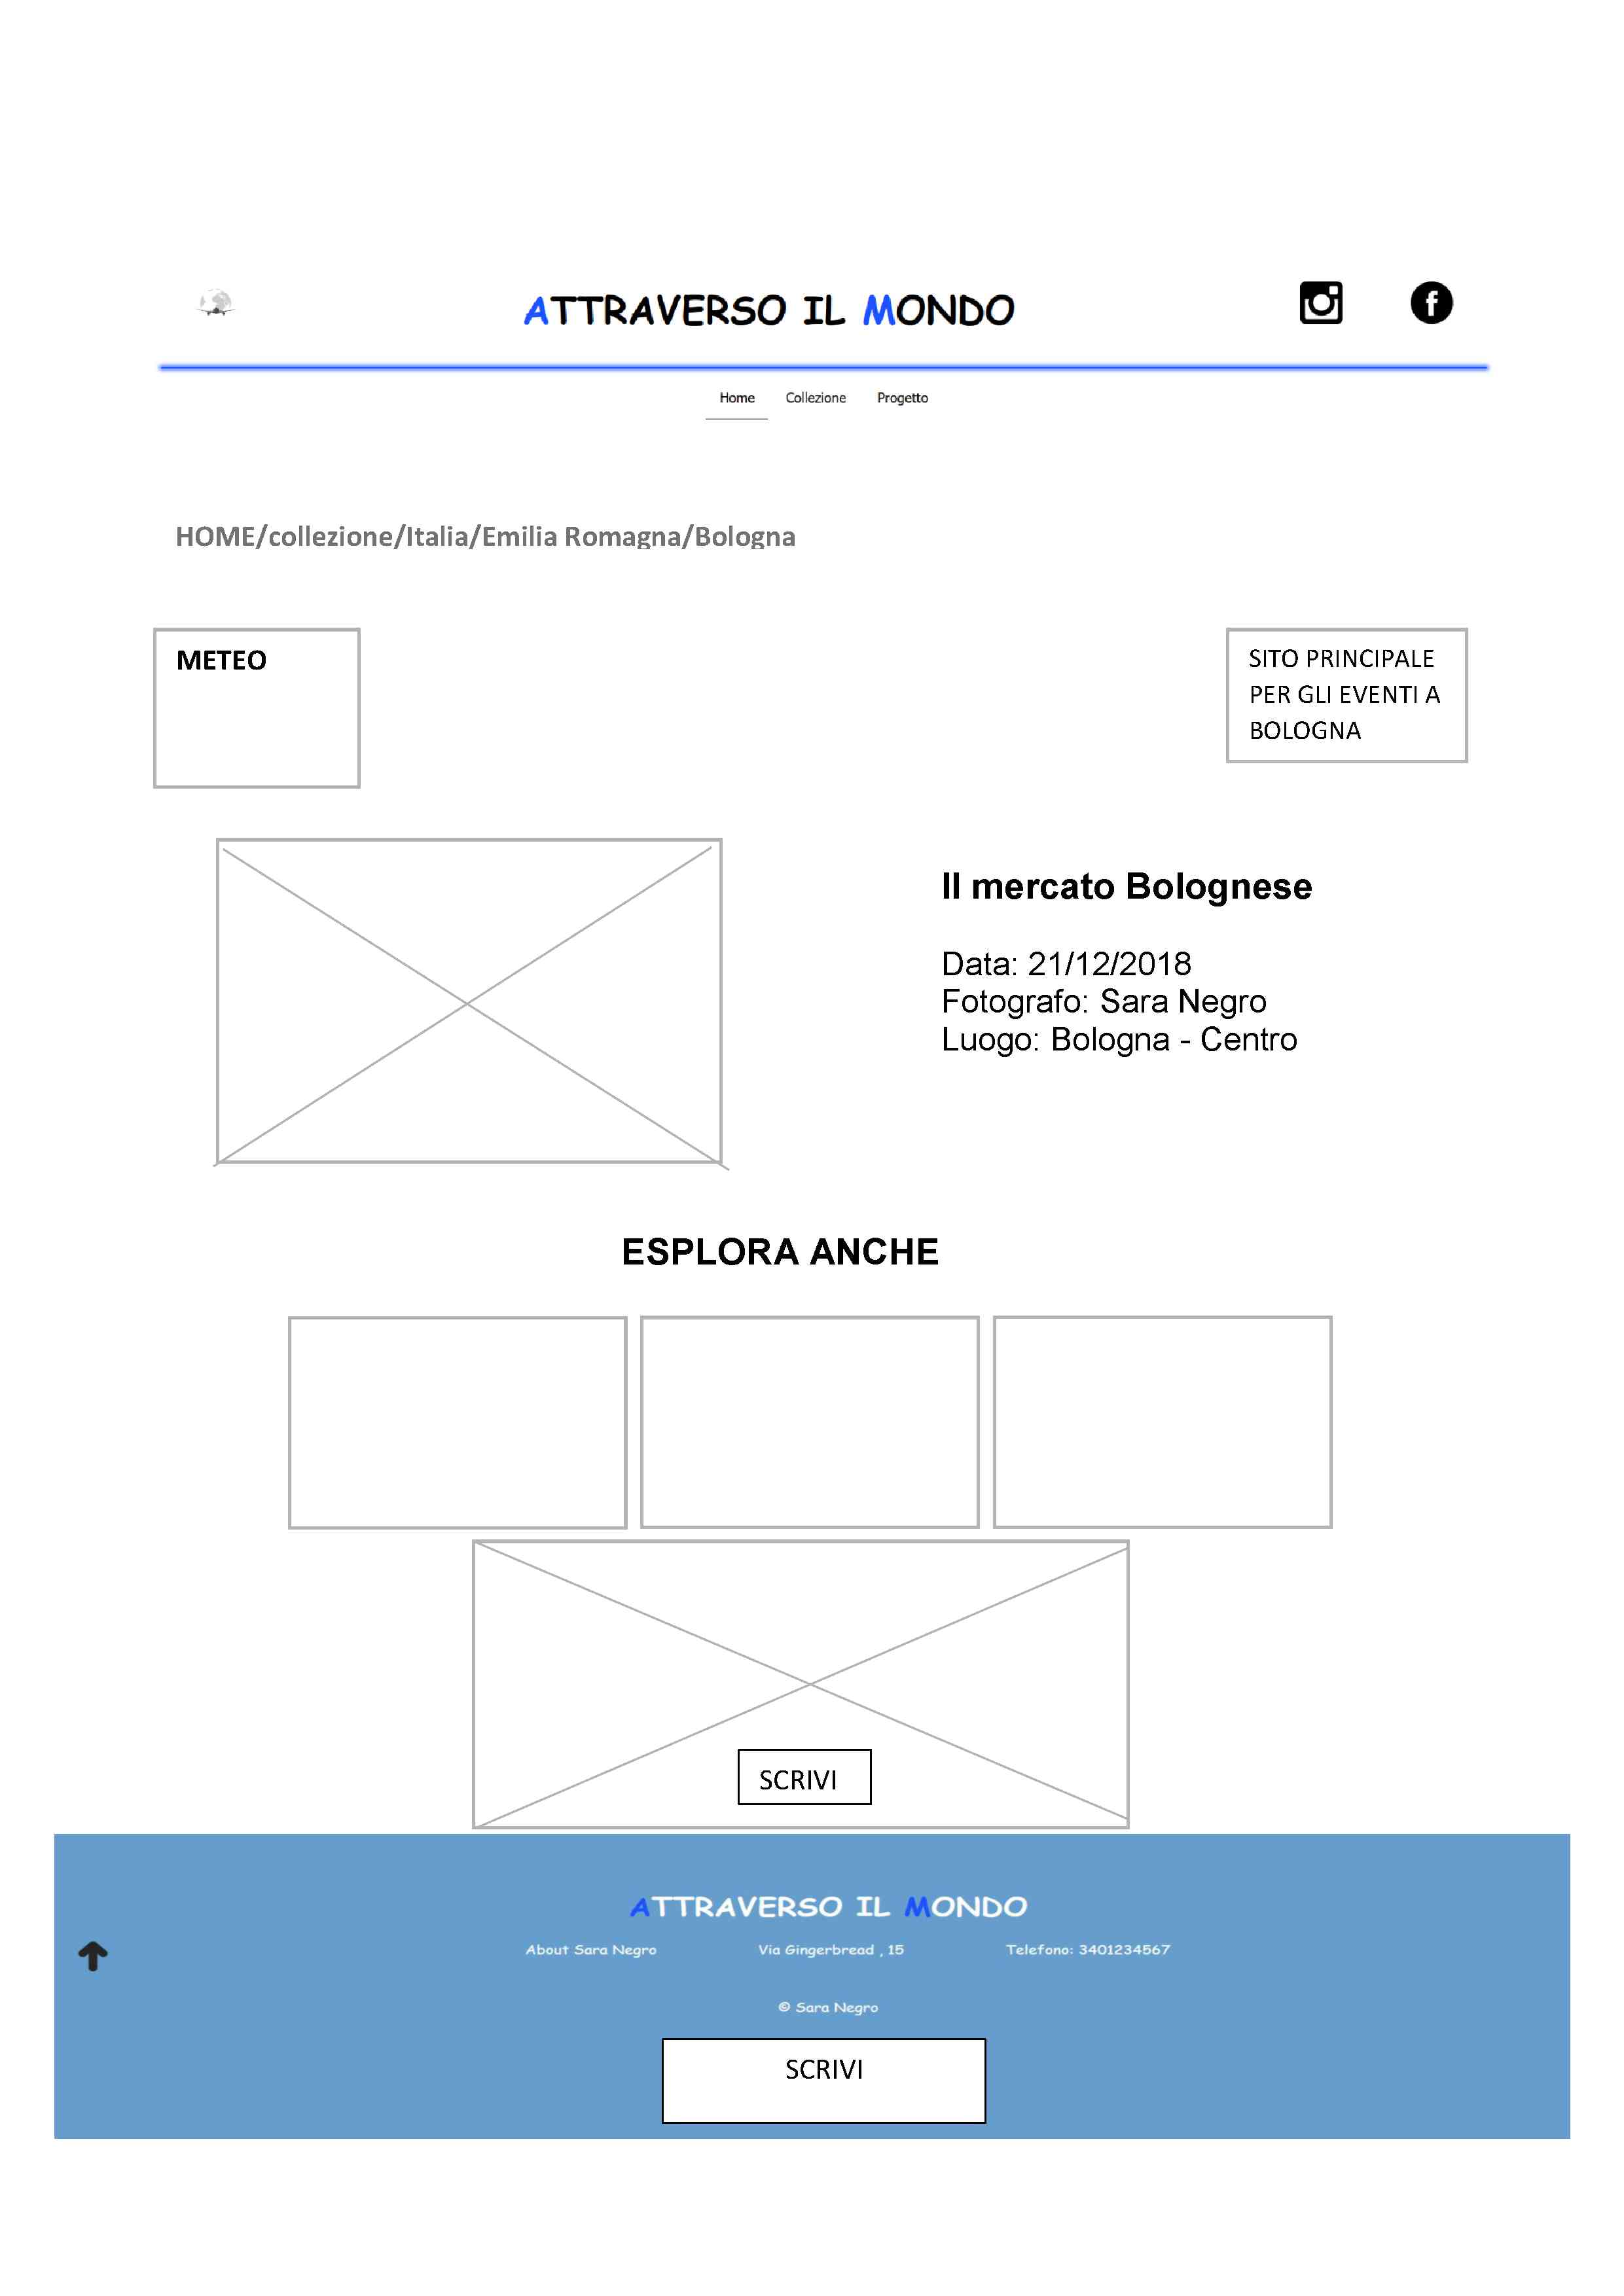 ATTRAVERSO IL MONDO
Home Collezione Progetto
HOME/collezione/Italia/Emilia Romagna/Bologna
METEO
SITO PRINCIPALE
PER GLI EVENTI A
BOLOGNA
Il mercato Bolognese
Data: 21/12/2018
Fotografo: Sara Negro
Luogo: Bologna - Centro
ESPLORA ANCHE
SCRIVI
ATTRAVERSO IL MONDO
About Sara Negro Via Gingerbread , 15 Telefono: 3401234567
© Sara Negro
SCRIVI